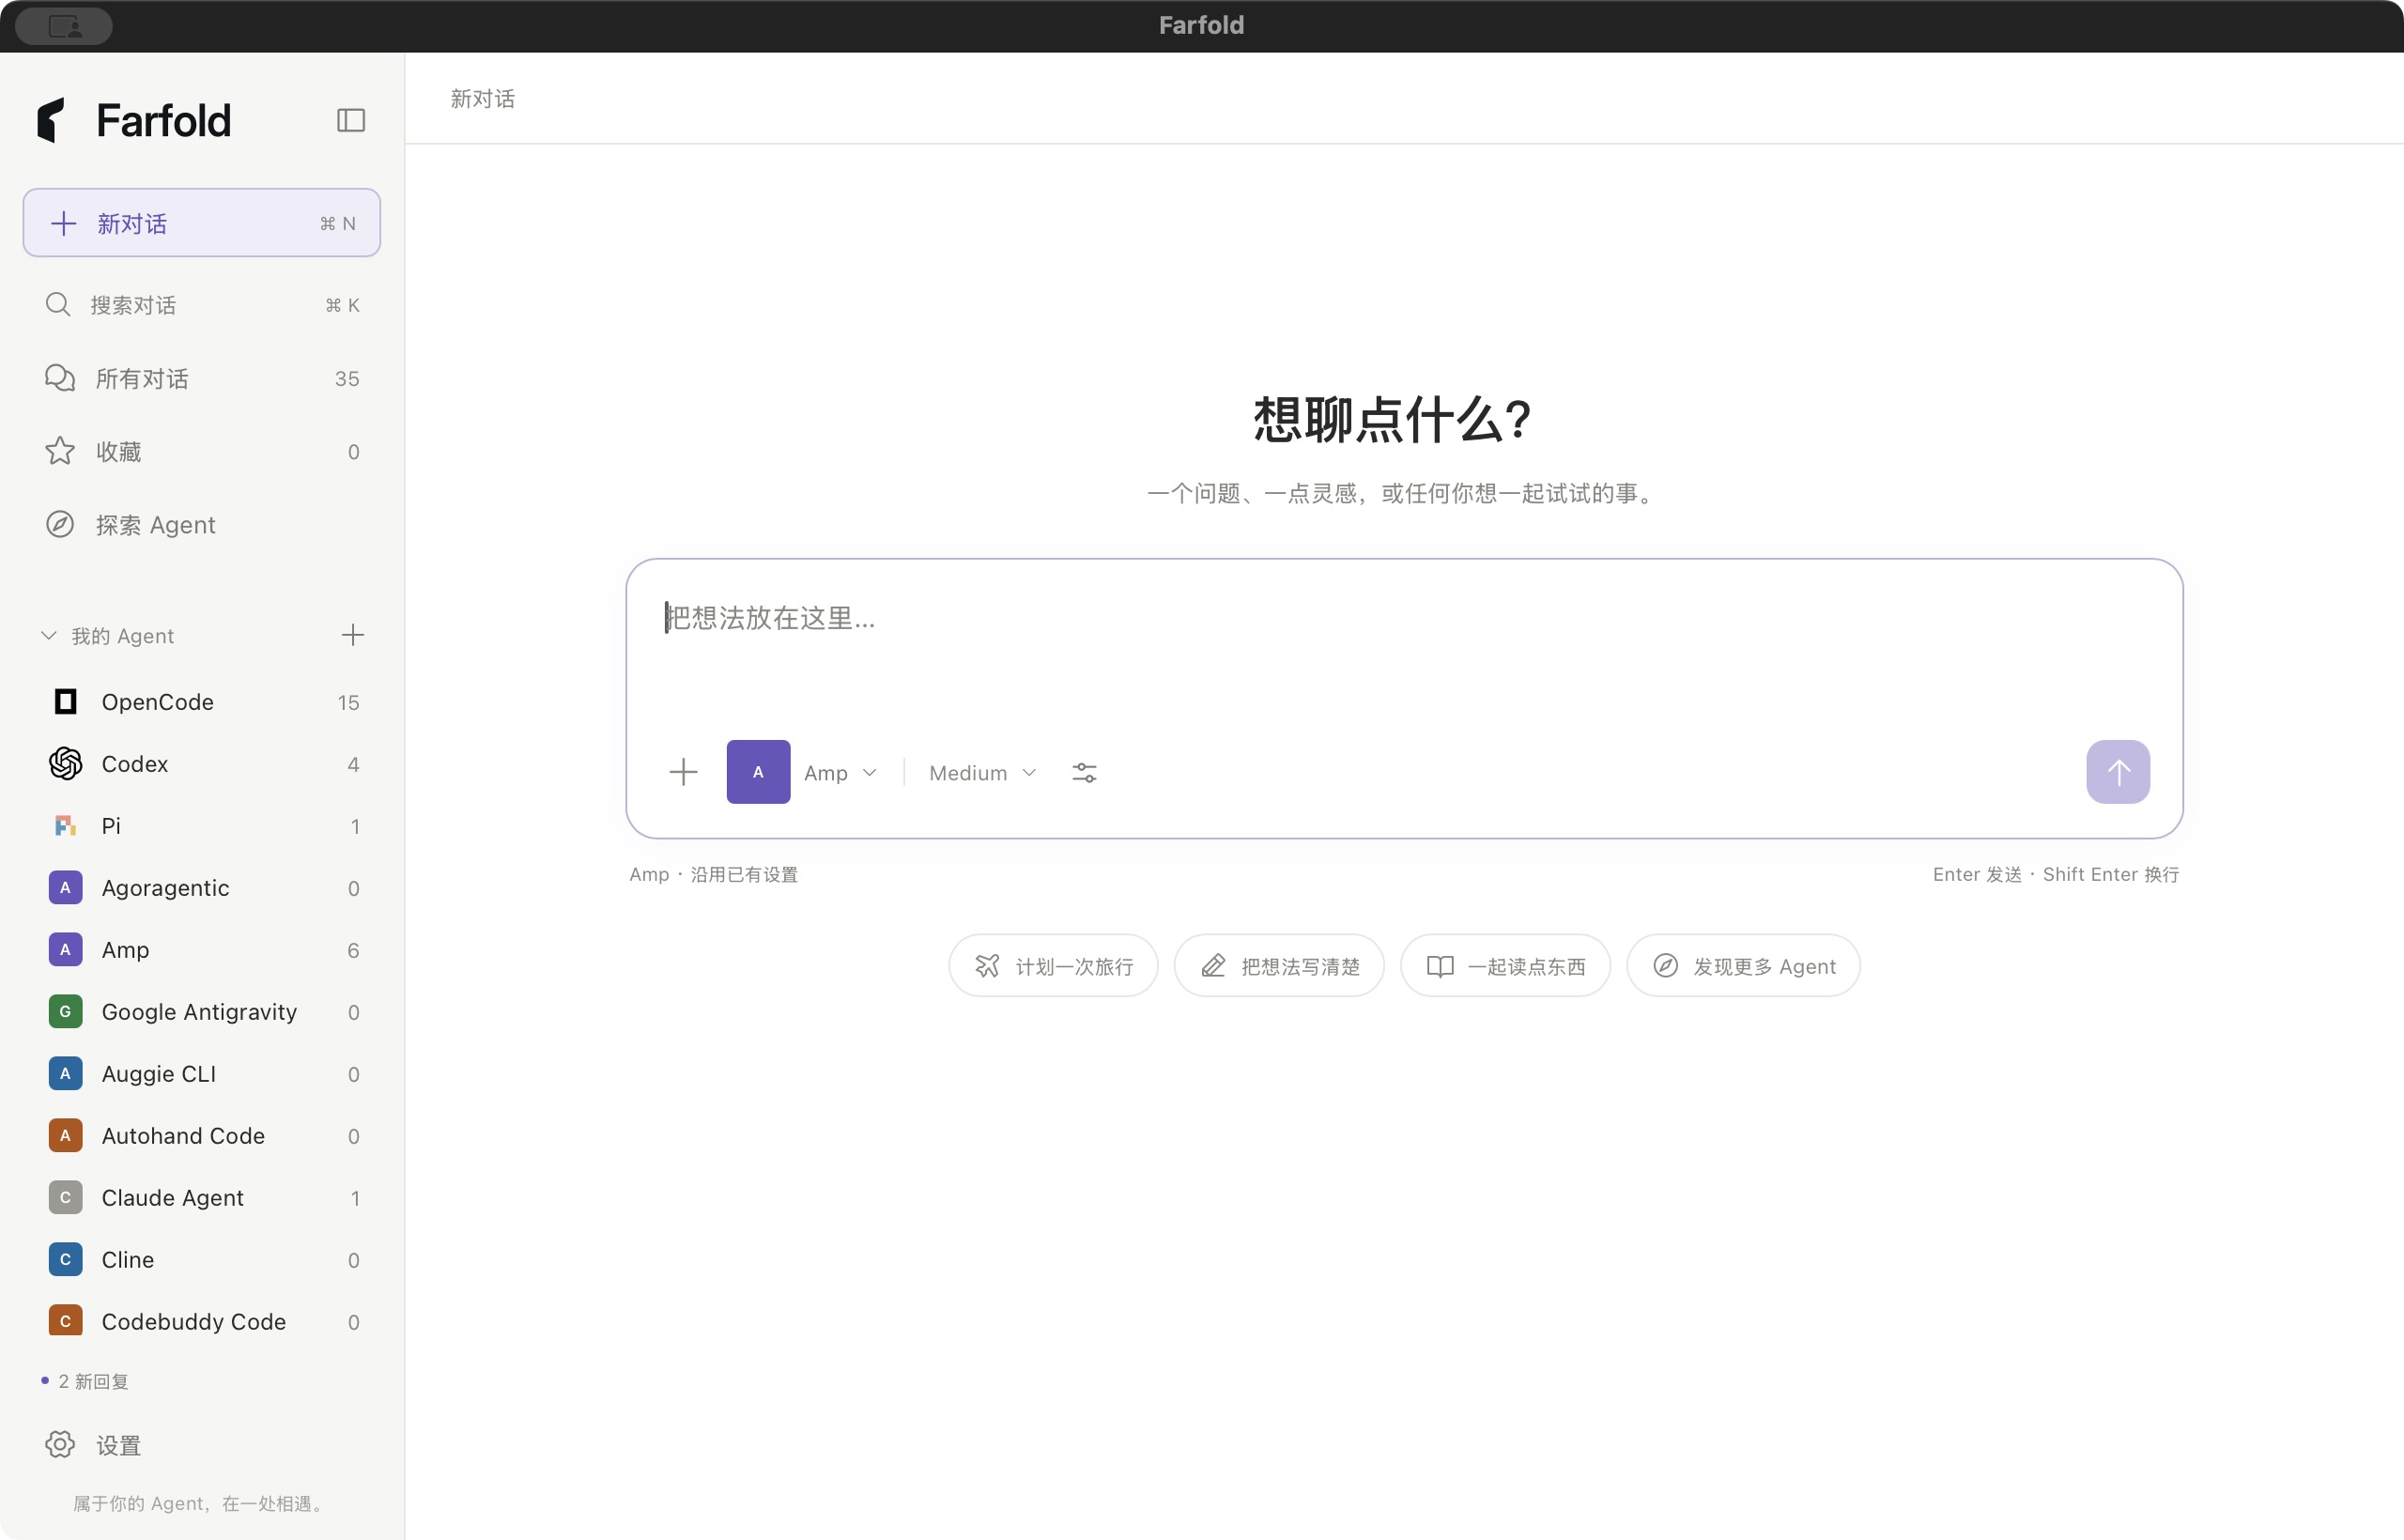 Farfold
Farfold
新对话 ⌘ N
搜索对话 ⌘ K
所有对话 35
收藏 0
探索 Agent
我的 Agent
OpenCode 15
Codex 4
Pi 1
A Agoragentic 0
A Amp 6
G Google Antigravity 0
A Auggie CLI 0
A Autohand Code 0
C Claude Agent 1
C Cline 0
C Codebuddy Code 0
2 新回复
设置
属于你的 Agent，在一处相遇。
新对话
想聊点什么？
一个问题、一点灵感，或任何你想一起试试的事。
把想法放在这里...
A Amp Medium
Amp · 沿用已有设置 Enter 发送 · Shift Enter 换行
计划一次旅行 把想法写清楚 一起读点东西 发现更多 Agent